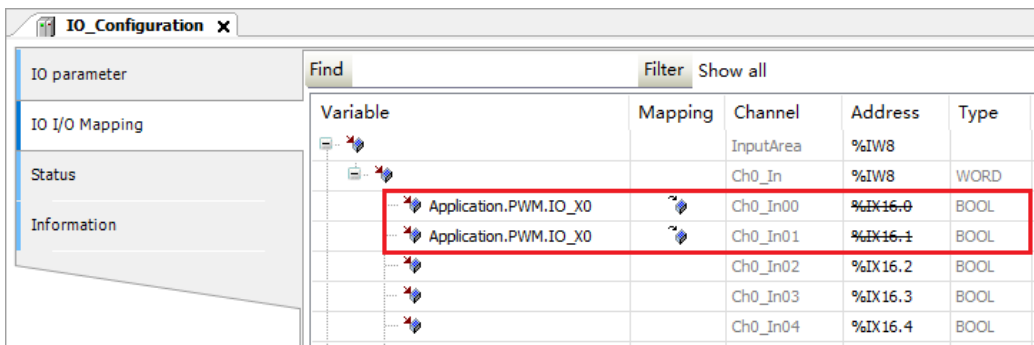 IO_Configuration X
IO parameter
IO I/O Mapping
Status
Information
Find Filter Show all
Variable Mapping Channel Address Type
InputArea %IW8
Ch0_In %IW8 WORD
Application.PWM.IO_X0 Ch0_In00 %IX16.0 BOOL
Application.PWM.IO_X0 Ch0_In01 %IX16.1 BOOL
Ch0_In02 %IX16.2 BOOL
Ch0_In03 %IX16.3 BOOL
Ch0_In04 %IX16.4 BOOL